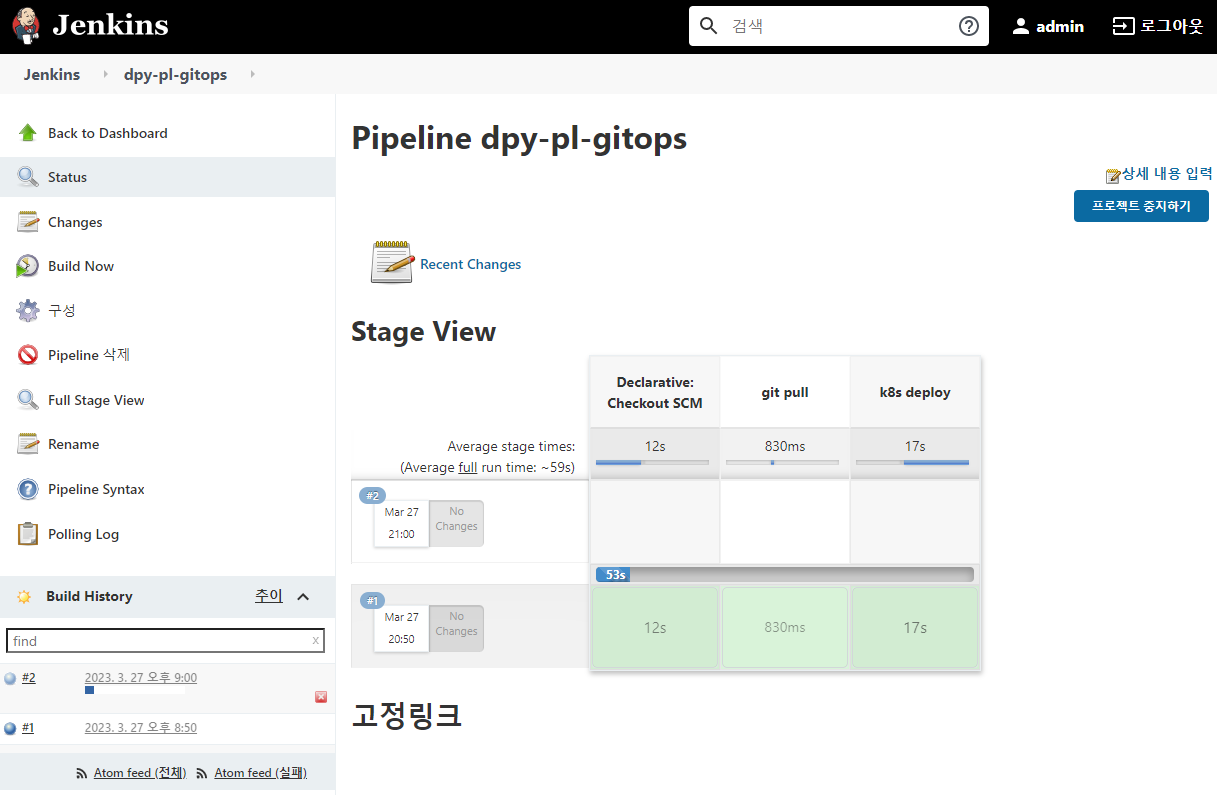 Jenkins
검색
admin
로그아웃
Jenkins
dpy-pl-gitops
Back to Dashboard
Status
Changes
Build Now
구성
Pipeline 삭제
Full Stage View
Rename
Pipeline Syntax
Polling Log
Build History
추이
find
x
#2
2023. 3. 27 오후 9:00
#1
2023. 3. 27 오후 8:50
Atom feed (전체)
Atom feed (실패)
Pipeline dpy-pl-gitops
상세 내용 입력
프로젝트 중지하기
Recent Changes
Stage View
Declarative:
Checkout SCM
git pull
k8s deploy
Average stage times:
(Average full run time: ~59s)
12s
830ms
17s
#2
Mar 27
21:00
No
Changes
53s
#1
Mar 27
20:50
No
Changes
12s
830ms
17s
고정링크